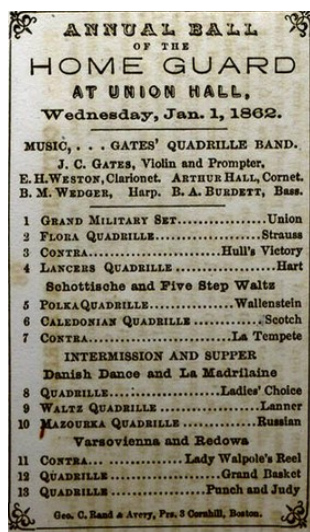 ANNUAL BALL
OF THE
HOME GUARD
AT UNION HALL,
Wednesday, Jan. 1, 1862.
MUSIC, . . . GATES' QUADRILLE BAND.
J. C. GATES, Violin and Prompter,
E. H. WESTON, Clarionet. ARTHUR HALL, Cornet.
B. M. WEDGER, Harp. B. A. BURDETT, Bass.
1 GRAND MILITARY SET..................Union
2 FLORA QUADRILLE..................Strauss
3 CONTRA..................Hull's Victory
4 LANCERS QUADRILLE..................Hart
Schottische and Five Step Waltz
5 POLKA QUADRILLE..................Wallenstein
6 CALEDONIAN QUADRILLE..............Scotch
7 CONTRA..................La Tempete
INTERMISSION AND SUPPER
Danish Dance and La Madrilaine
8 QUADRILLE..................Ladies' Choice
9 WALTZ QUADRILLE..................Lanner
10 MAZOURKA QUADRILLE..............Russian
Varsovienna and Redowa
11 CONTRA... ..............Lady Walpole's Reel
12 QUADRILLE..................Grand Basket
13 QUADRILLE..................Punch and Judy
Geo. C. Rand & Avery, Prs. 3 Cornhill, Boston.